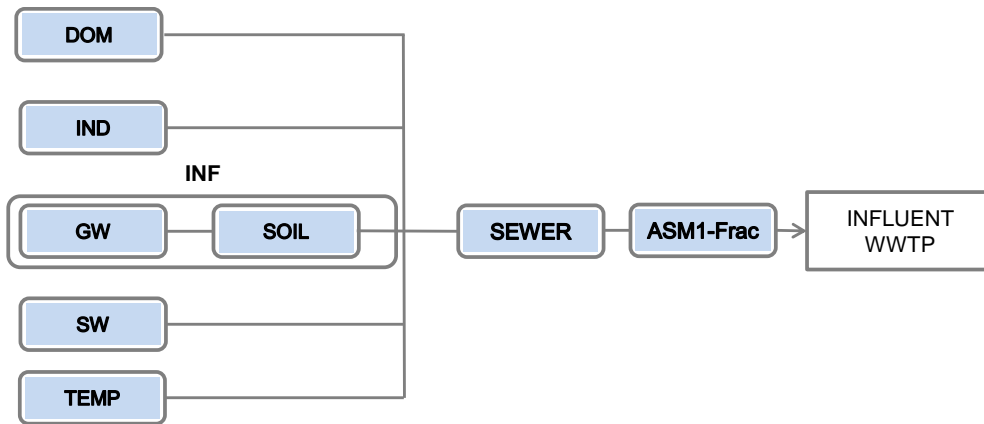 DOM
IND
INF
GW
SOIL
SEWER
ASM1-Frac
INFLUENT
WWTP
SW
TEMP